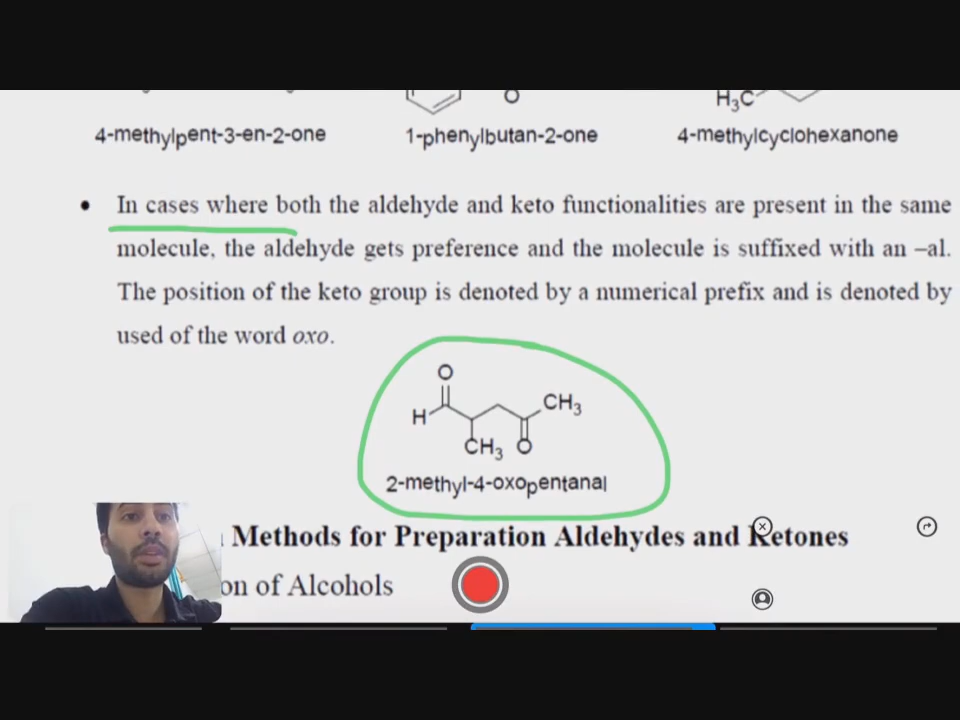 O
H₃C
4-methylpent-3-en-2-one 1-phenylbutan-2-one 4-methylcyclohexanone
• In cases where both the aldehyde and keto functionalities are present in the same
molecule, the aldehyde gets preference and the molecule is suffixed with an –al.
The position of the keto group is denoted by a numerical prefix and is denoted by
used of the word oxo.
O
CH₃
H
CH₃ O
2-methyl-4-oxopentanal
Methods for Preparation Aldehydes and Ketones
on of Alcohols